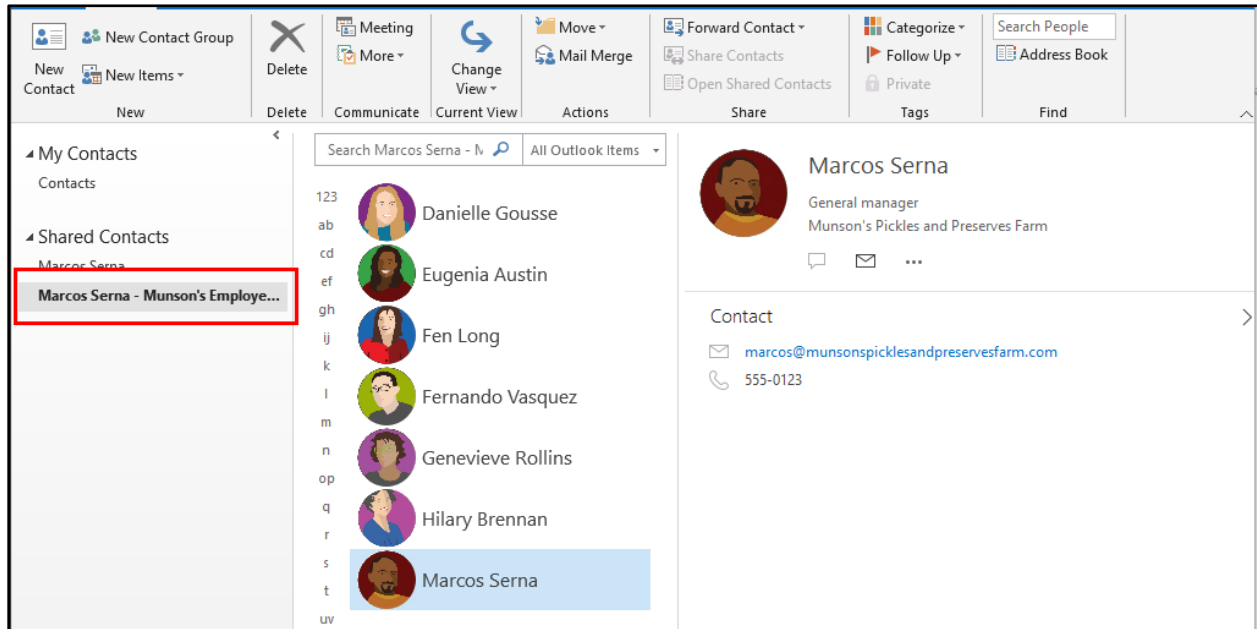 New Contact
New Contact Group
New Items
New
Delete
Delete
Meeting
More
Communicate
Change View
Current View
Move
Mail Merge
Actions
Forward Contact
Share Contacts
Open Shared Contacts
Share
Categorize
Follow Up
Private
Tags
Search People
Address Book
Find
My Contacts
Contacts
Shared Contacts
Marcos Serna
Marcos Serna - Munson's Employe...
Search Marcos Serna - M
All Outlook Items
123
ab
cd
ef
gh
ij
k
l
m
n
op
q
r
s
t
uv
Danielle Gousse
Eugenia Austin
Fen Long
Fernando Vasquez
Genevieve Rollins
Hilary Brennan
Marcos Serna
Marcos Serna
General manager
Munson's Pickles and Preserves Farm
Contact
marcos@munsonspicklesandpreservesfarm.com
555-0123